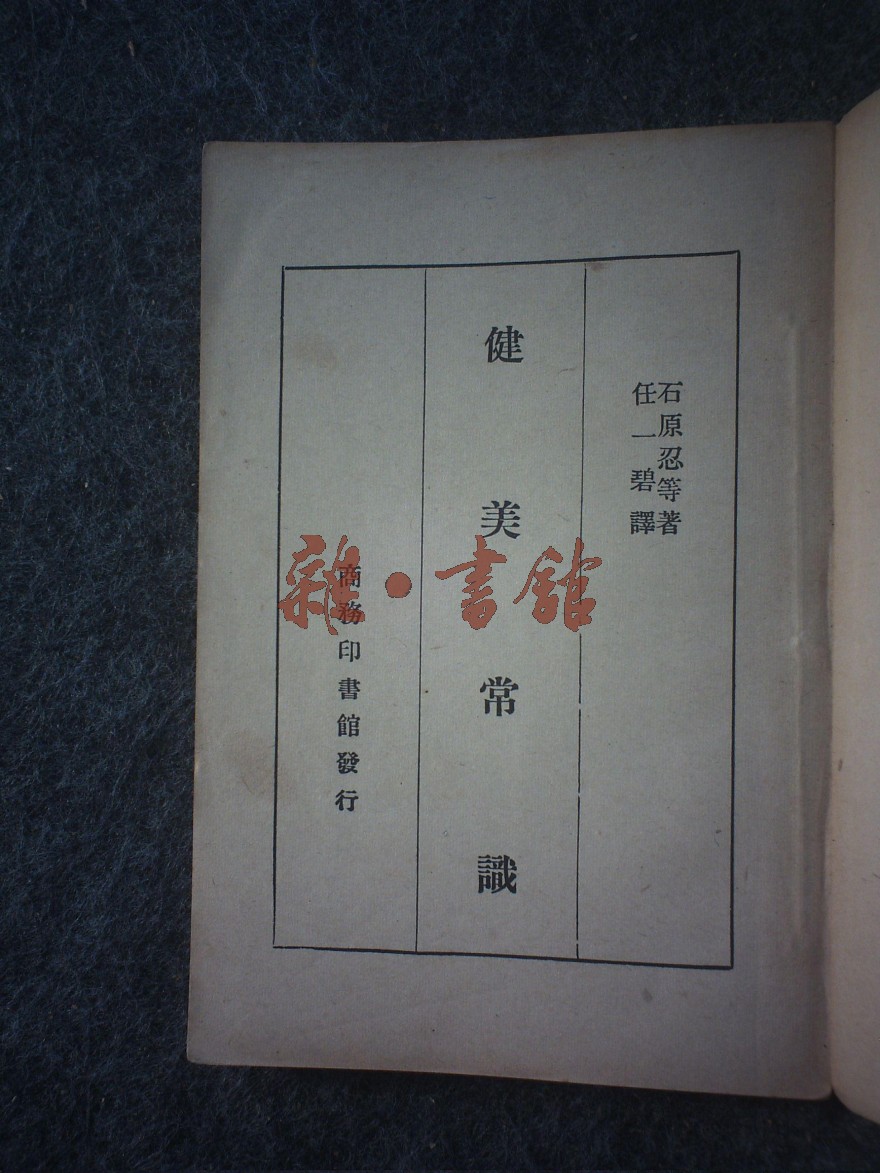 石原忍等著
任一碧譯
健美常識
商務印書館發行
雜·書館